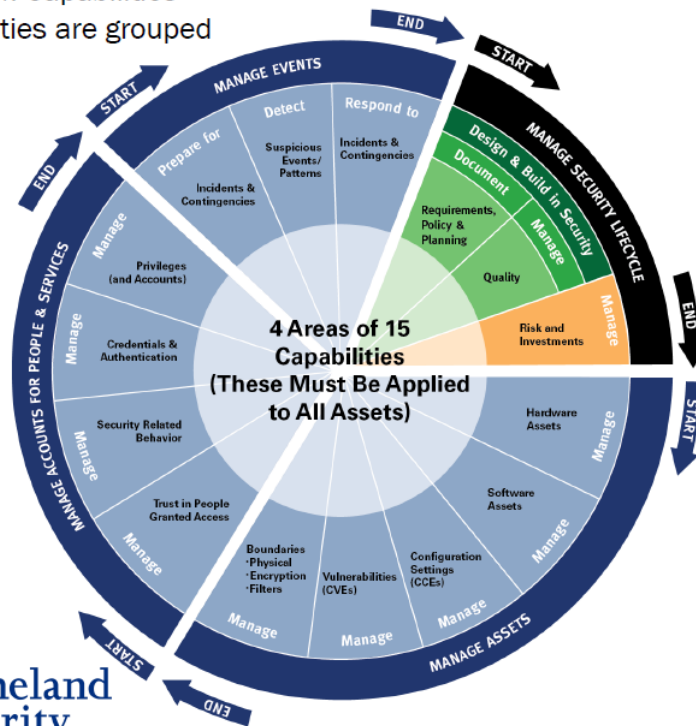 ties are grouped
4 Areas of 15
Capabilities
(These Must Be Applied
to All Assets)
START
MANAGE SECURITY LIFECYCLE
Design & Build in Security
Document
Requirements,
Policy &
Planning
Manage
Quality
Manage
Risk and
Investments
END
START
MANAGE ASSETS
Manage
Hardware
Assets
Manage
Software
Assets
Manage
Configuration
Settings
(CCEs)
Manage
Vulnerabilities
(CVEs)
Manage
Boundaries
·Physical
·Encryption
·Filters
END
START
MANAGE ACCOUNTS FOR PEOPLE & SERVICES
Manage
Trust in People
Granted Access
Manage
Security Related
Behavior
Manage
Credentials &
Authentication
Manage
Privileges
(and Accounts)
END
START
MANAGE EVENTS
Prepare for
Incidents &
Contingencies
Detect
Suspicious
Events/
Patterns
Respond to
Incidents &
Contingencies
END
neland
rity